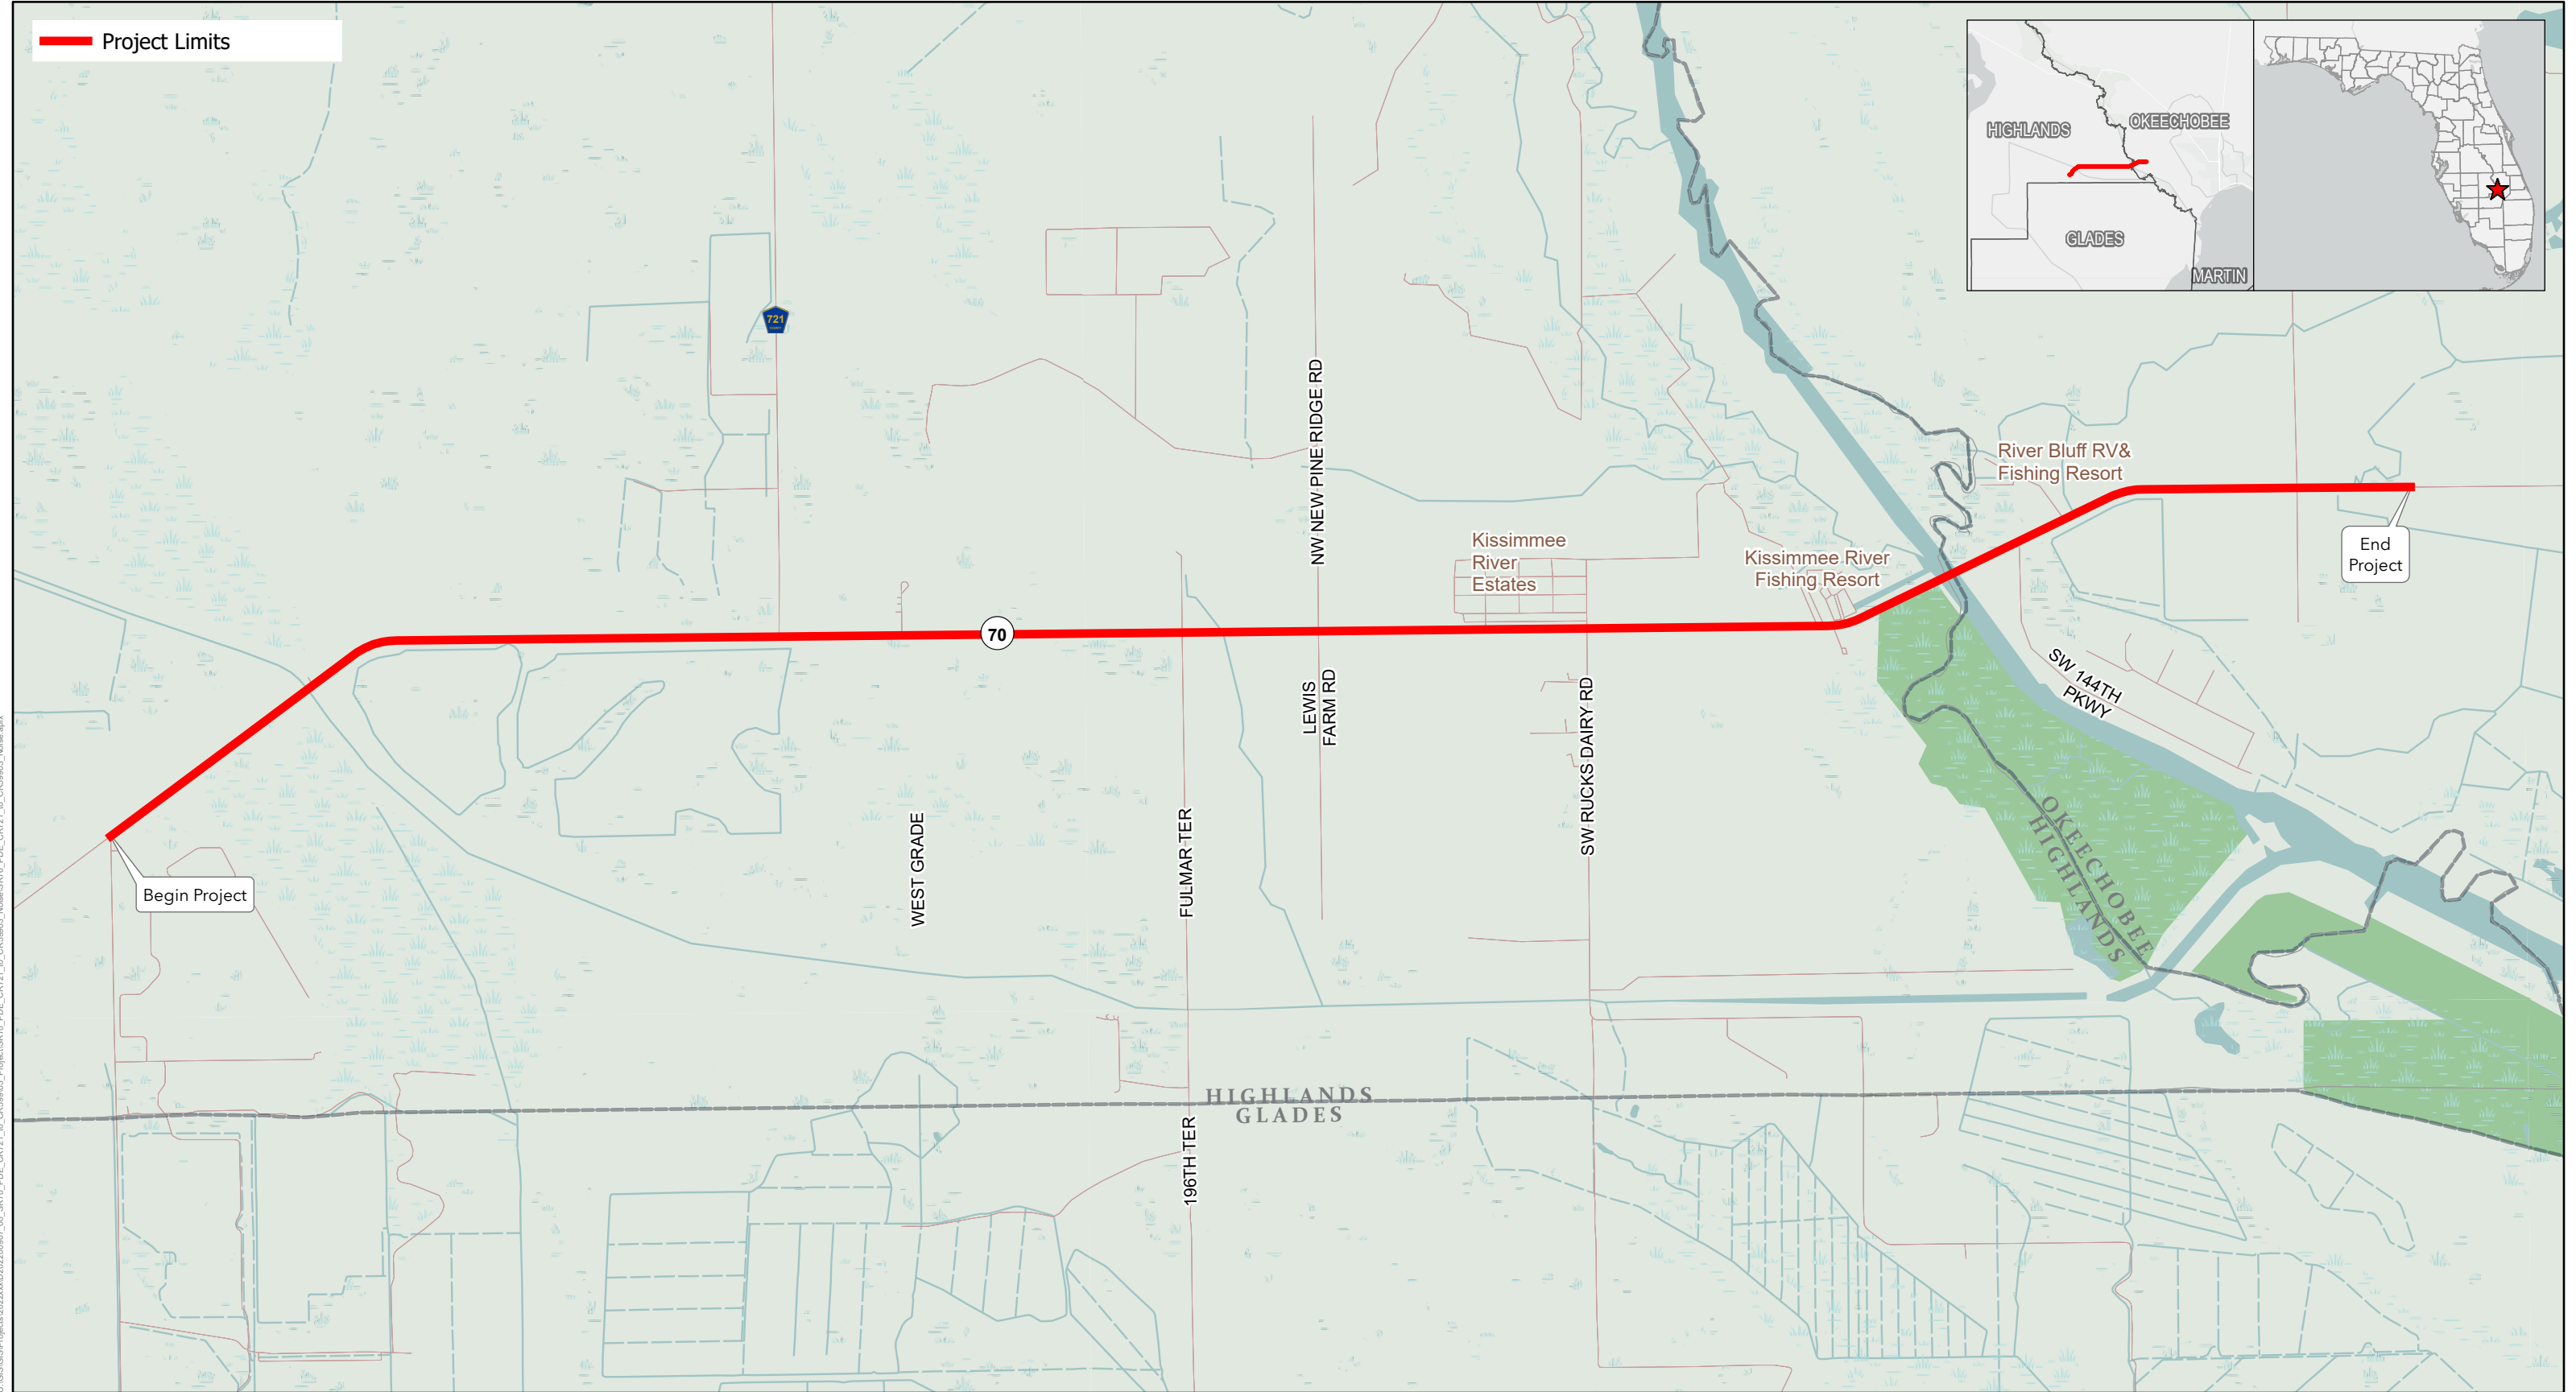 Project Limits
HIGHLANDS
OKEECHOBEE
GLADES
MARTIN
721
NW NEW PINE RIDGE RD
River Bluff RV&
Fishing Resort
Kissimmee
River
Estates
Kissimmee River
Fishing Resort
End
Project
70
LEWIS
FARM RD
SW RUCKS DAIRY RD
SW 144TH
PKWY
Begin Project
WEST GRADE
FULMAR TER
OKEECHOBEE
HIGHLANDS
HIGHLANDS
GLADES
196TH TER